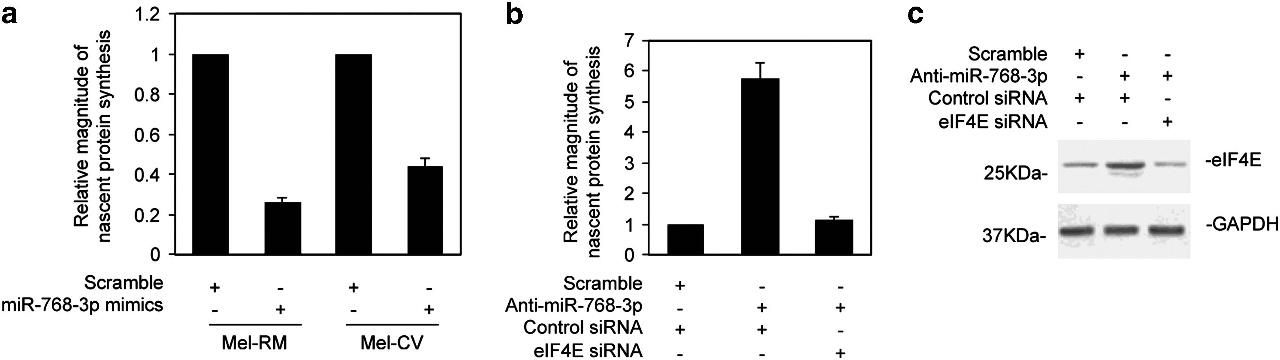 a
Relative magnitude of
nascent protein synthesis
1.2
1
0.8
0.6
0.4
0.2
0
Scramble + - + -
miR-768-3p mimics - + - +
Mel-RM Mel-CV
b
Relative magnitude of
nascent protein synthesis
7
6
5
4
3
2
1
0
Scramble + - -
Anti-miR-768-3p - + +
Control siRNA + + -
eIF4E siRNA - - +
c
Scramble + - -
Anti-miR-768-3p - + +
Control siRNA + + -
eIF4E siRNA - - +
25KDa- -eIF4E
37KDa- -GAPDH